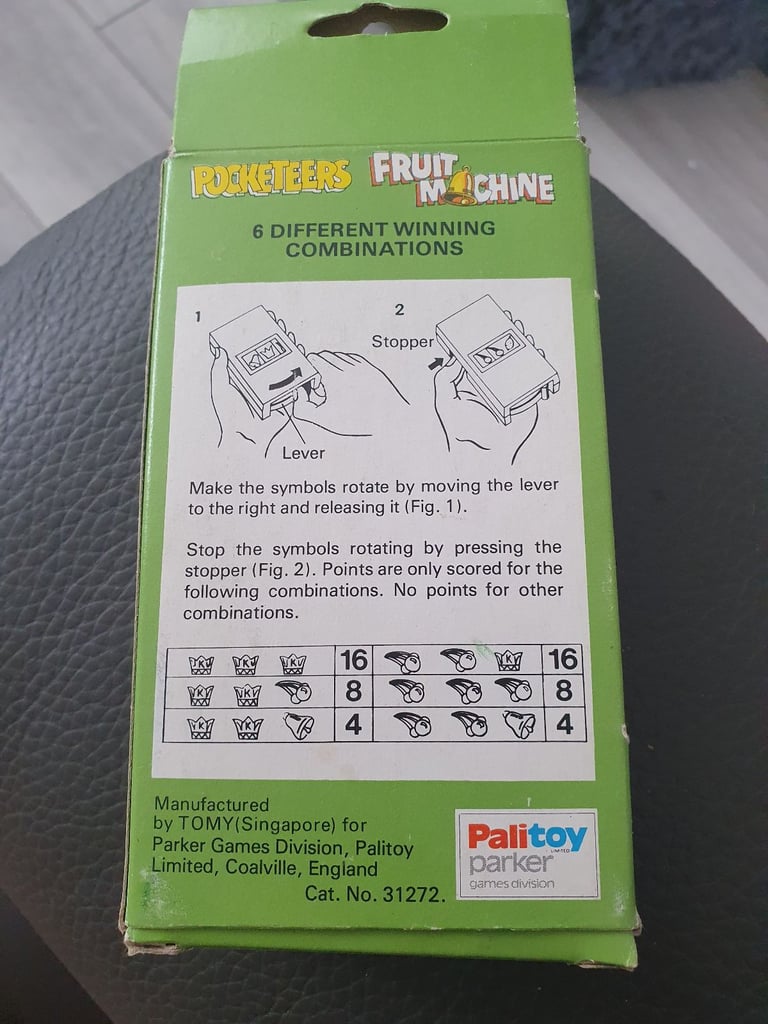 POCKETEERS FRUIT MACHINE
6 DIFFERENT WINNING
COMBINATIONS
1
2
Stopper
Lever
Make the symbols rotate by moving the lever
to the right and releasing it (Fig. 1).
Stop the symbols rotating by pressing the
stopper (Fig. 2). Points are only scored for the
following combinations. No points for other
combinations.
16 16
8 8
4 4
Manufactured
by TOMY(Singapore) for
Parker Games Division, Palitoy
Limited, Coalville, England
Cat. No. 31272.
Palitoy
LIMITED
parker
games division